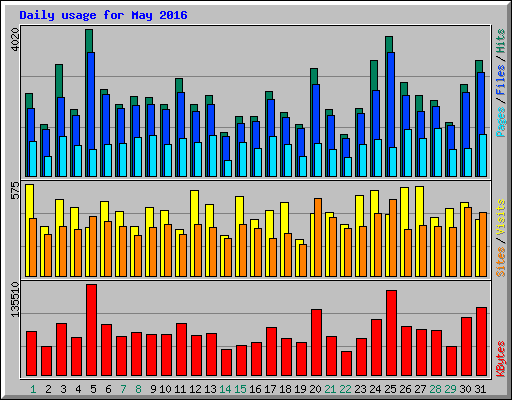 Daily usage for May 2016
4020
Pages / Files / Hits
575
Sites / Visits
135510
KBytes
1 2 3 4 5 6 7 8 9 10 11 12 13 14 15 16 17 18 19 20 21 22 23 24 25 26 27 28 29 30 31